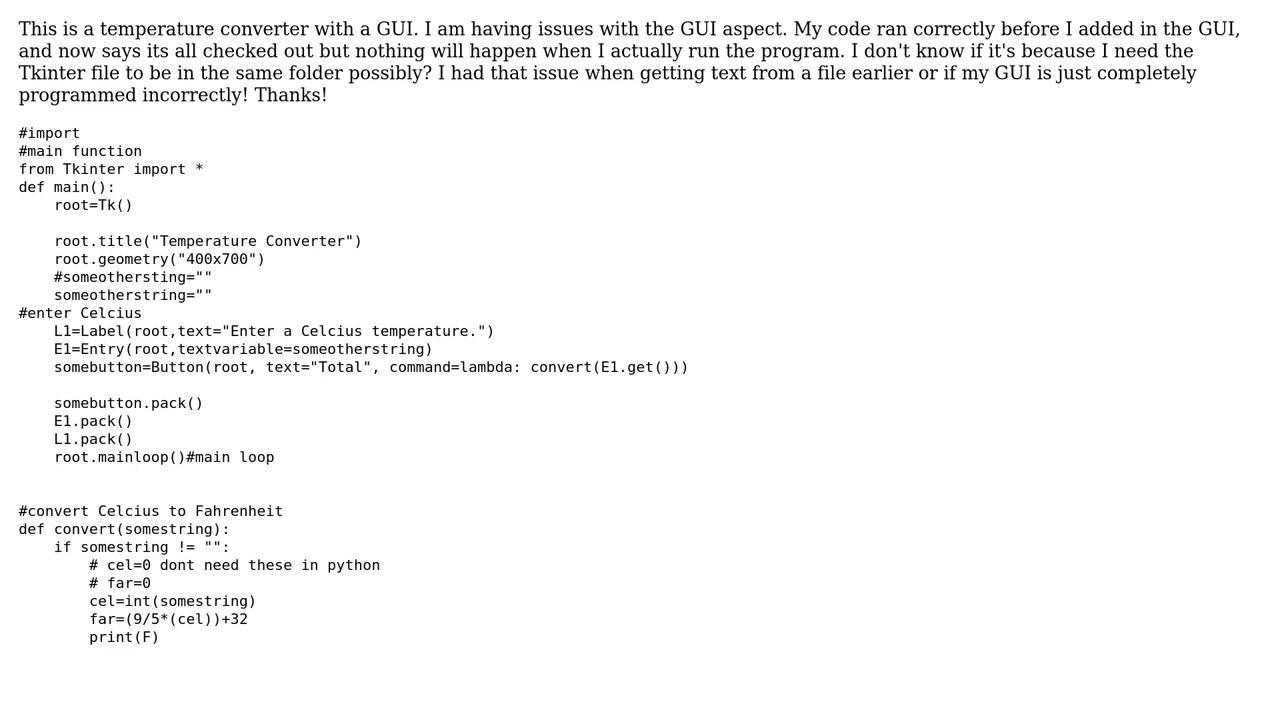 This is a temperature converter with a GUI. I am having issues with the GUI aspect. My code ran correctly before I added in the GUI,
and now says its all checked out but nothing will happen when I actually run the program. I don't know if it's because I need the
Tkinter file to be in the same folder possibly? I had that issue when getting text from a file earlier or if my GUI is just completely
programmed incorrectly! Thanks!
#import
#main function
from Tkinter import *
def main():
    root=Tk()
    root.title("Temperature Converter")
    root.geometry("400x700")
    #someothersting=""
    someotherstring=""
#enter Celcius
    L1=Label(root,text="Enter a Celcius temperature.")
    E1=Entry(root,textvariable=someotherstring)
    somebutton=Button(root, text="Total", command=lambda: convert(E1.get()))
    somebutton.pack()
    E1.pack()
    L1.pack()
    root.mainloop()#main loop
#convert Celcius to Fahrenheit
def convert(somestring):
    if somestring != "":
        # cel=0 dont need these in python
        # far=0
        cel=int(somestring)
        far=(9/5*(cel))+32
        print(F)